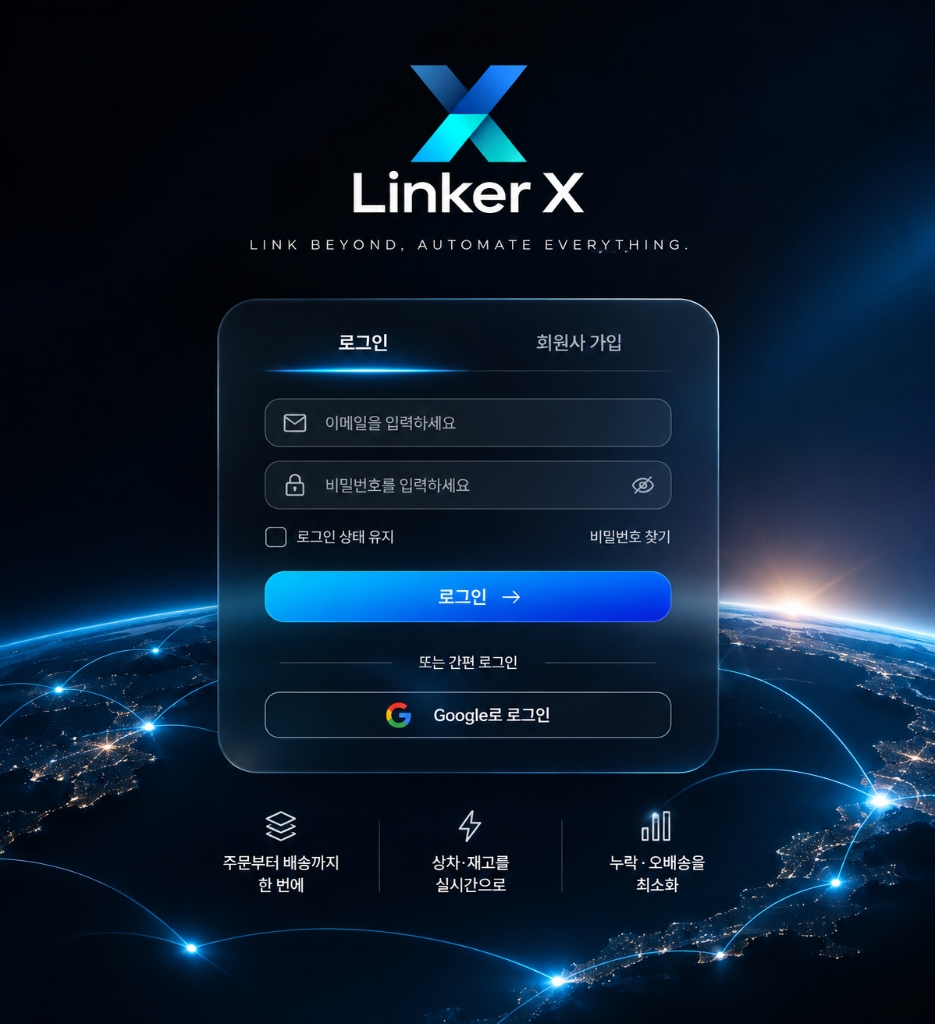 Linker X
LINK BEYOND, AUTOMATE EVERYTHING.
로그인 회원사 가입
이메일을 입력하세요
비밀번호를 입력하세요
로그인 상태 유지 비밀번호 찾기
로그인 →
또는 간편 로그인
Google로 로그인
주문부터 배송까지
한 번에
상차·재고를
실시간으로
누락·오배송을
최소화